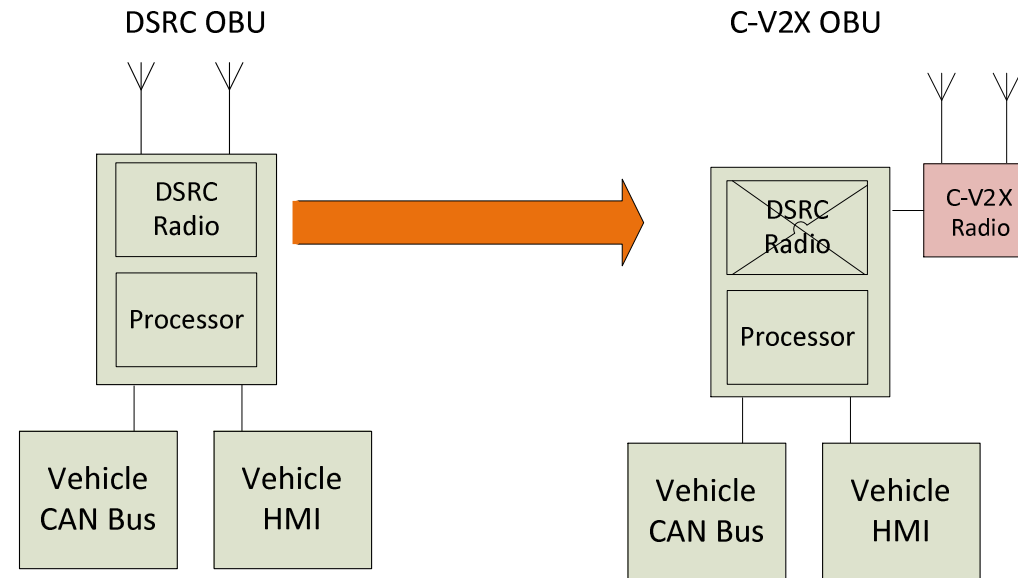 DSRC OBU
DSRC
Radio
Processor
Vehicle
CAN Bus
Vehicle
HMI
C-V2X OBU
DSRC
Radio
C-V2X
Radio
Processor
Vehicle
CAN Bus
Vehicle
HMI